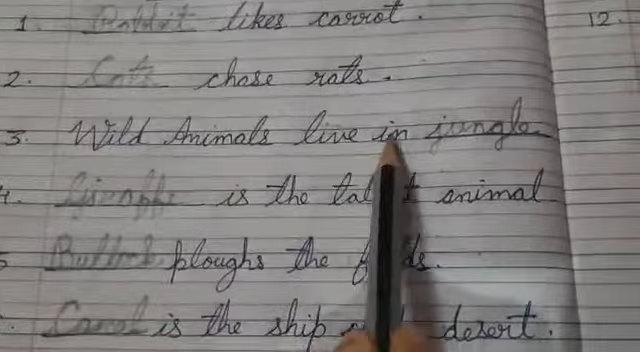 1. Rabbit likes carrot. 12.
2. Cats chase rats.
3. Wild Animals live in jungle
4. Giraffe is the animal
5 Bullock ploughs the
. Camel is the ship desert.